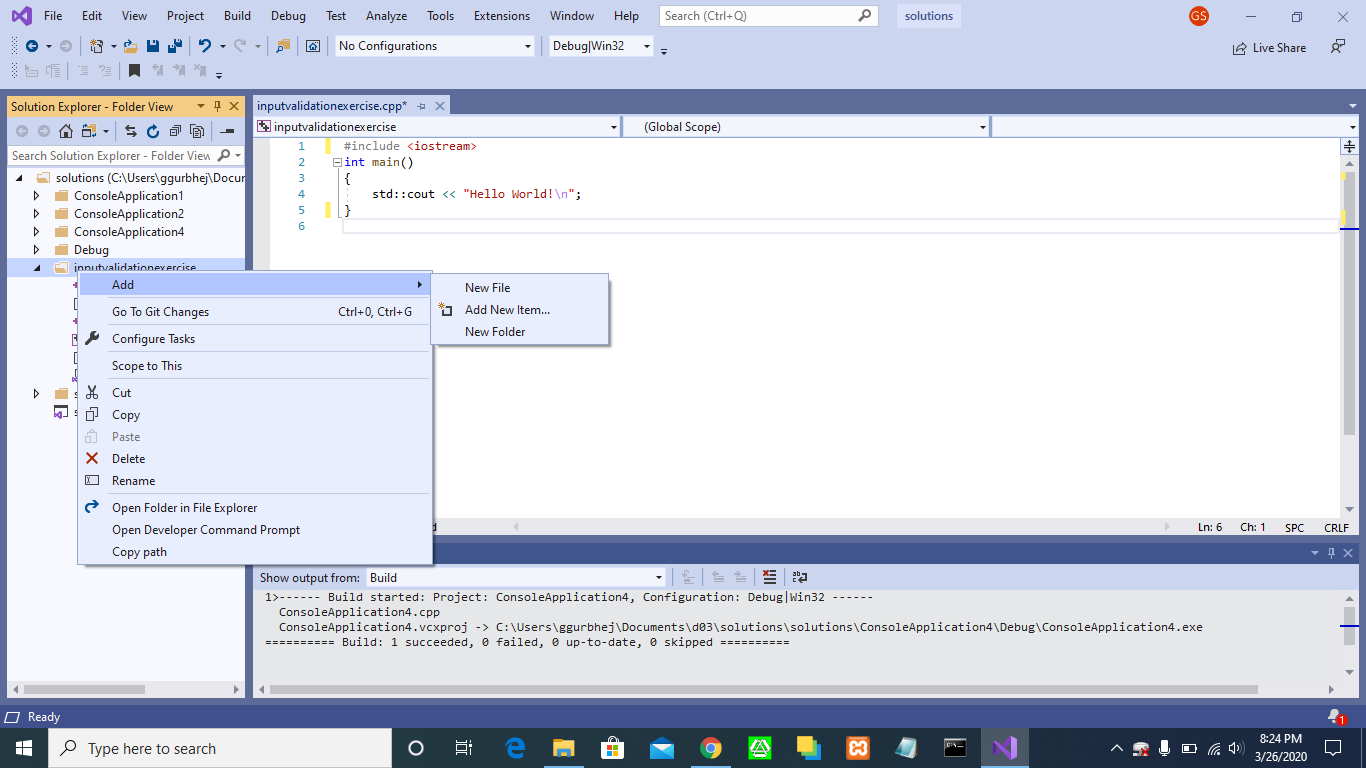 File Edit View Project Build Debug Test Analyze Tools Extensions Window Help Search (Ctrl+Q) solutions GS
No Configurations Debug|Win32 Live Share
Solution Explorer - Folder View
inputvalidationexercise.cpp*
inputvalidationexercise (Global Scope)
Search Solution Explorer - Folder View
solutions (C:\Users\ggurbhej\Docur
ConsoleApplication1
ConsoleApplication2
ConsoleApplication4
Debug
inputvalidationexercise
1 #include <iostream>
2 int main()
3 {
4 std::cout << "Hello World!\n";
5 }
6
Add
Go To Git Changes Ctrl+0, Ctrl+G
Configure Tasks
Scope to This
Cut
Copy
Paste
Delete
Rename
Open Folder in File Explorer
Open Developer Command Prompt
Copy path
New File
Add New Item...
New Folder
Ln: 6 Ch: 1 SPC CRLF
Show output from: Build
1>------ Build started: Project: ConsoleApplication4, Configuration: Debug|Win32 ------
ConsoleApplication4.cpp
ConsoleApplication4.vcxproj -> C:\Users\ggurbhej\Documents\d03\solutions\solutions\ConsoleApplication4\Debug\ConsoleApplication4.exe
========== Build: 1 succeeded, 0 failed, 0 up-to-date, 0 skipped ==========
Ready 1
Type here to search
8:24 PM
3/26/2020